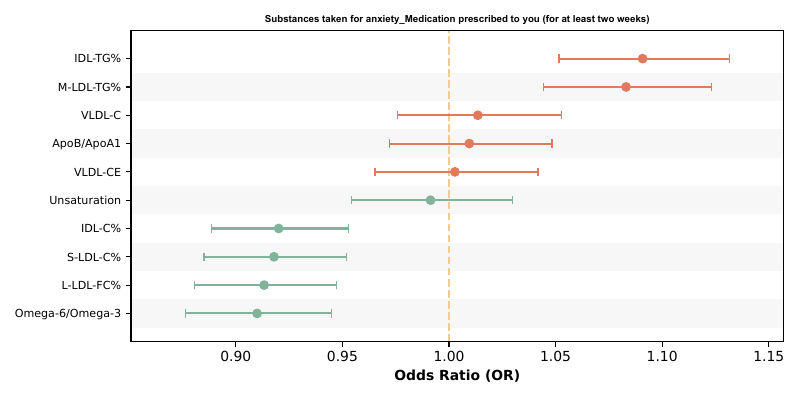 Substances taken for anxiety_Medication prescribed to you (for at least two weeks)
IDL-TG%
M-LDL-TG%
VLDL-C
ApoB/ApoA1
VLDL-CE
Unsaturation
IDL-C%
S-LDL-C%
L-LDL-FC%
Omega-6/Omega-3
0.90 0.95 1.00 1.05 1.10 1.15
Odds Ratio (OR)